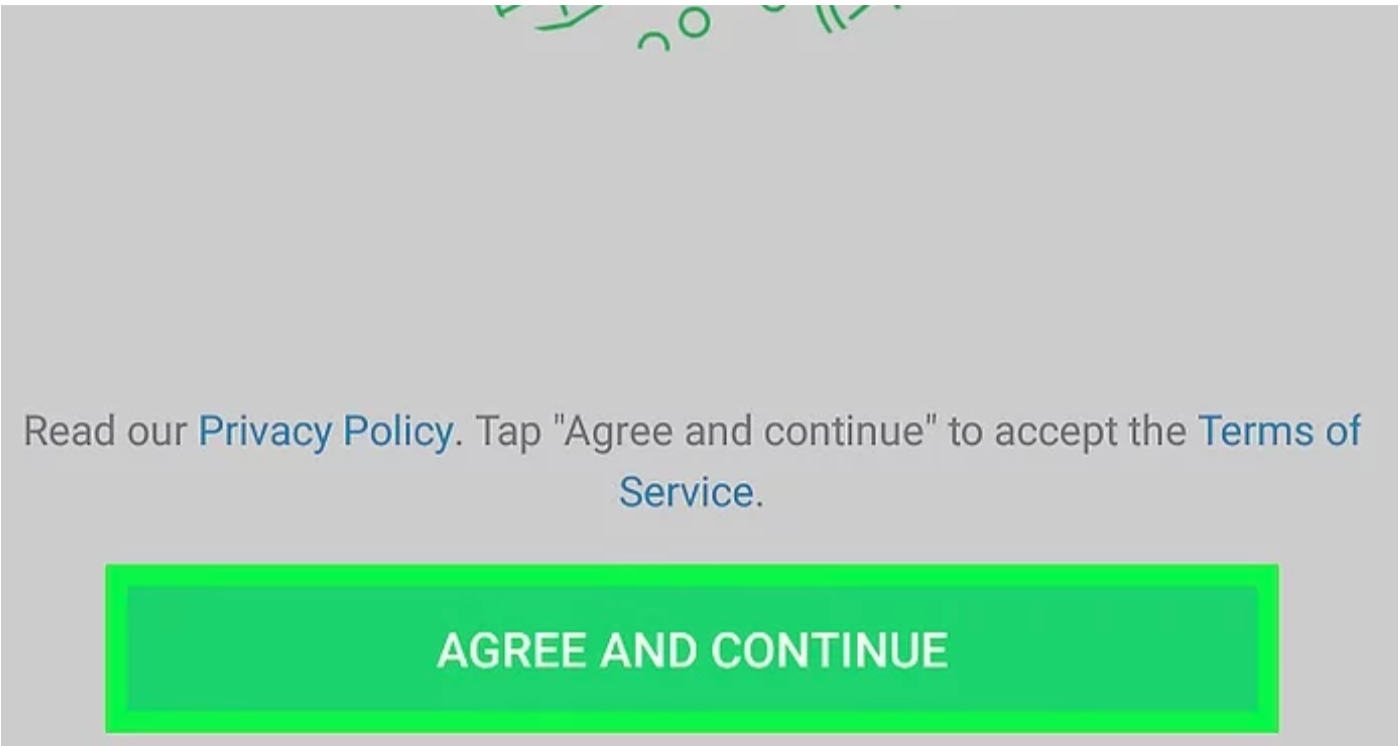 Read our Privacy Policy. Tap "Agree and continue" to accept the Terms of
Service.
AGREE AND CONTINUE